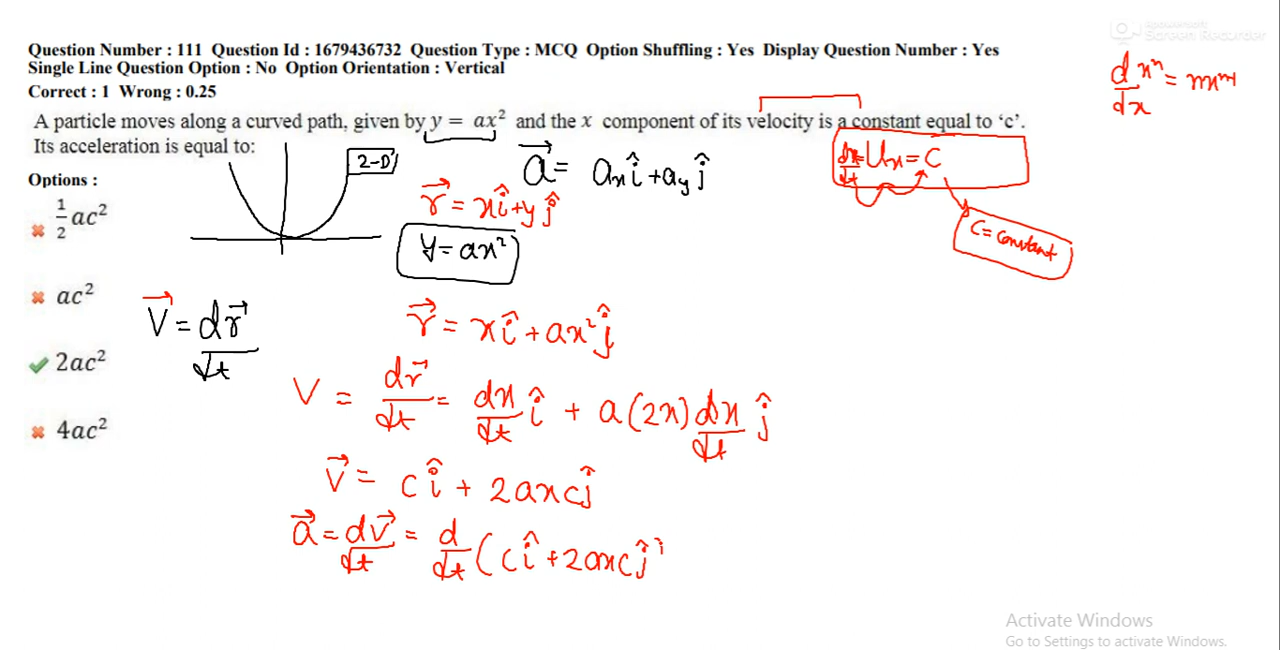 Question Number : 111 Question Id : 1679436732 Question Type : MCQ Option Shuffling : Yes Display Question Number : Yes
Single Line Question Option : No Option Orientation : Vertical
Correct : 1 Wrong : 0.25
A particle moves along a curved path, given by y = ax² and the x component of its velocity is a constant equal to ‘c’.
Its acceleration is equal to:
Options :
½ac²
ac²
2ac²
4ac²
2-D
a⃗ = aₓî + a_yĵ
dx/dt = Uₓ = C
C = constant
r⃗ = xî + yĵ
y = ax²
V⃗ = dr⃗/dt
r⃗ = xî + ax²ĵ
V = dr⃗/dt = dx/dt î + a(2x) dx/dt ĵ
v⃗ = cî + 2axcĵ
a⃗ = dv⃗/dt = d/dt (cî + 2axcĵ)
d/dx xⁿ = nxⁿ⁻¹
Apowersoft
Screen Recorder
Activate Windows
Go to Settings to activate Windows.